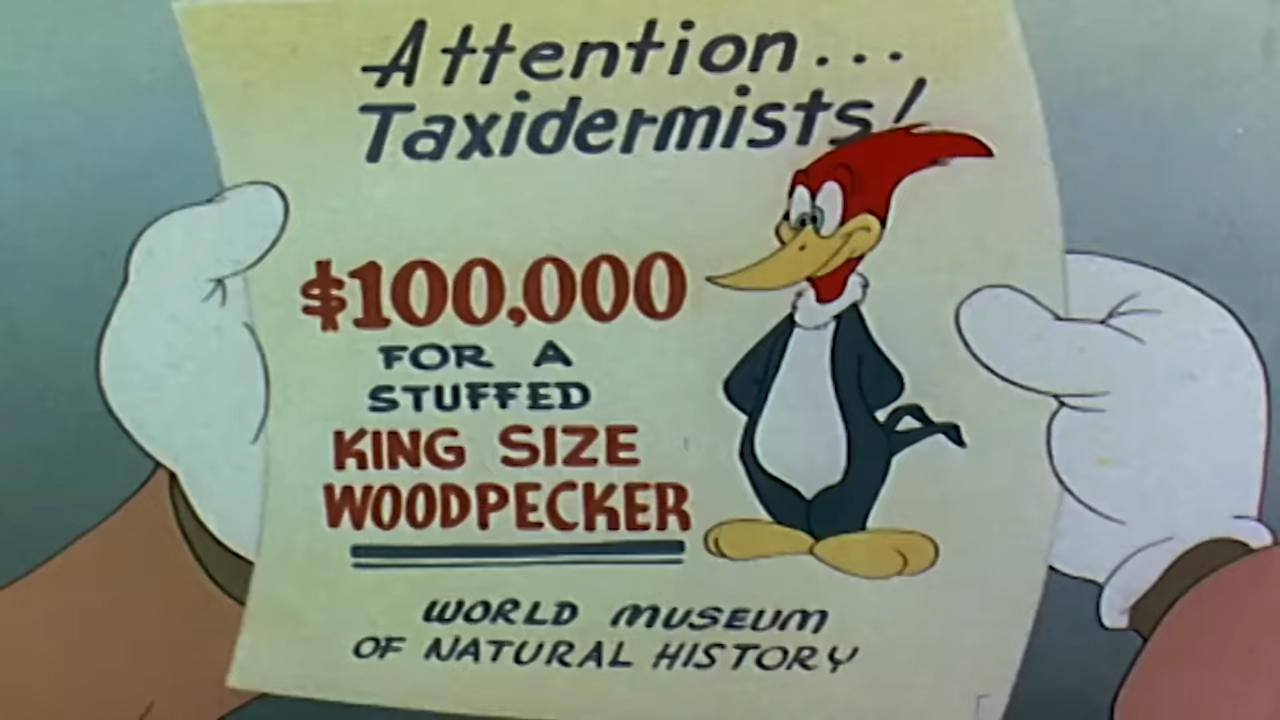 Attention...
Taxidermists!
$100,000
FOR A
STUFFED
KING SIZE
WOODPECKER
WORLD MUSEUM
OF NATURAL HISTORY